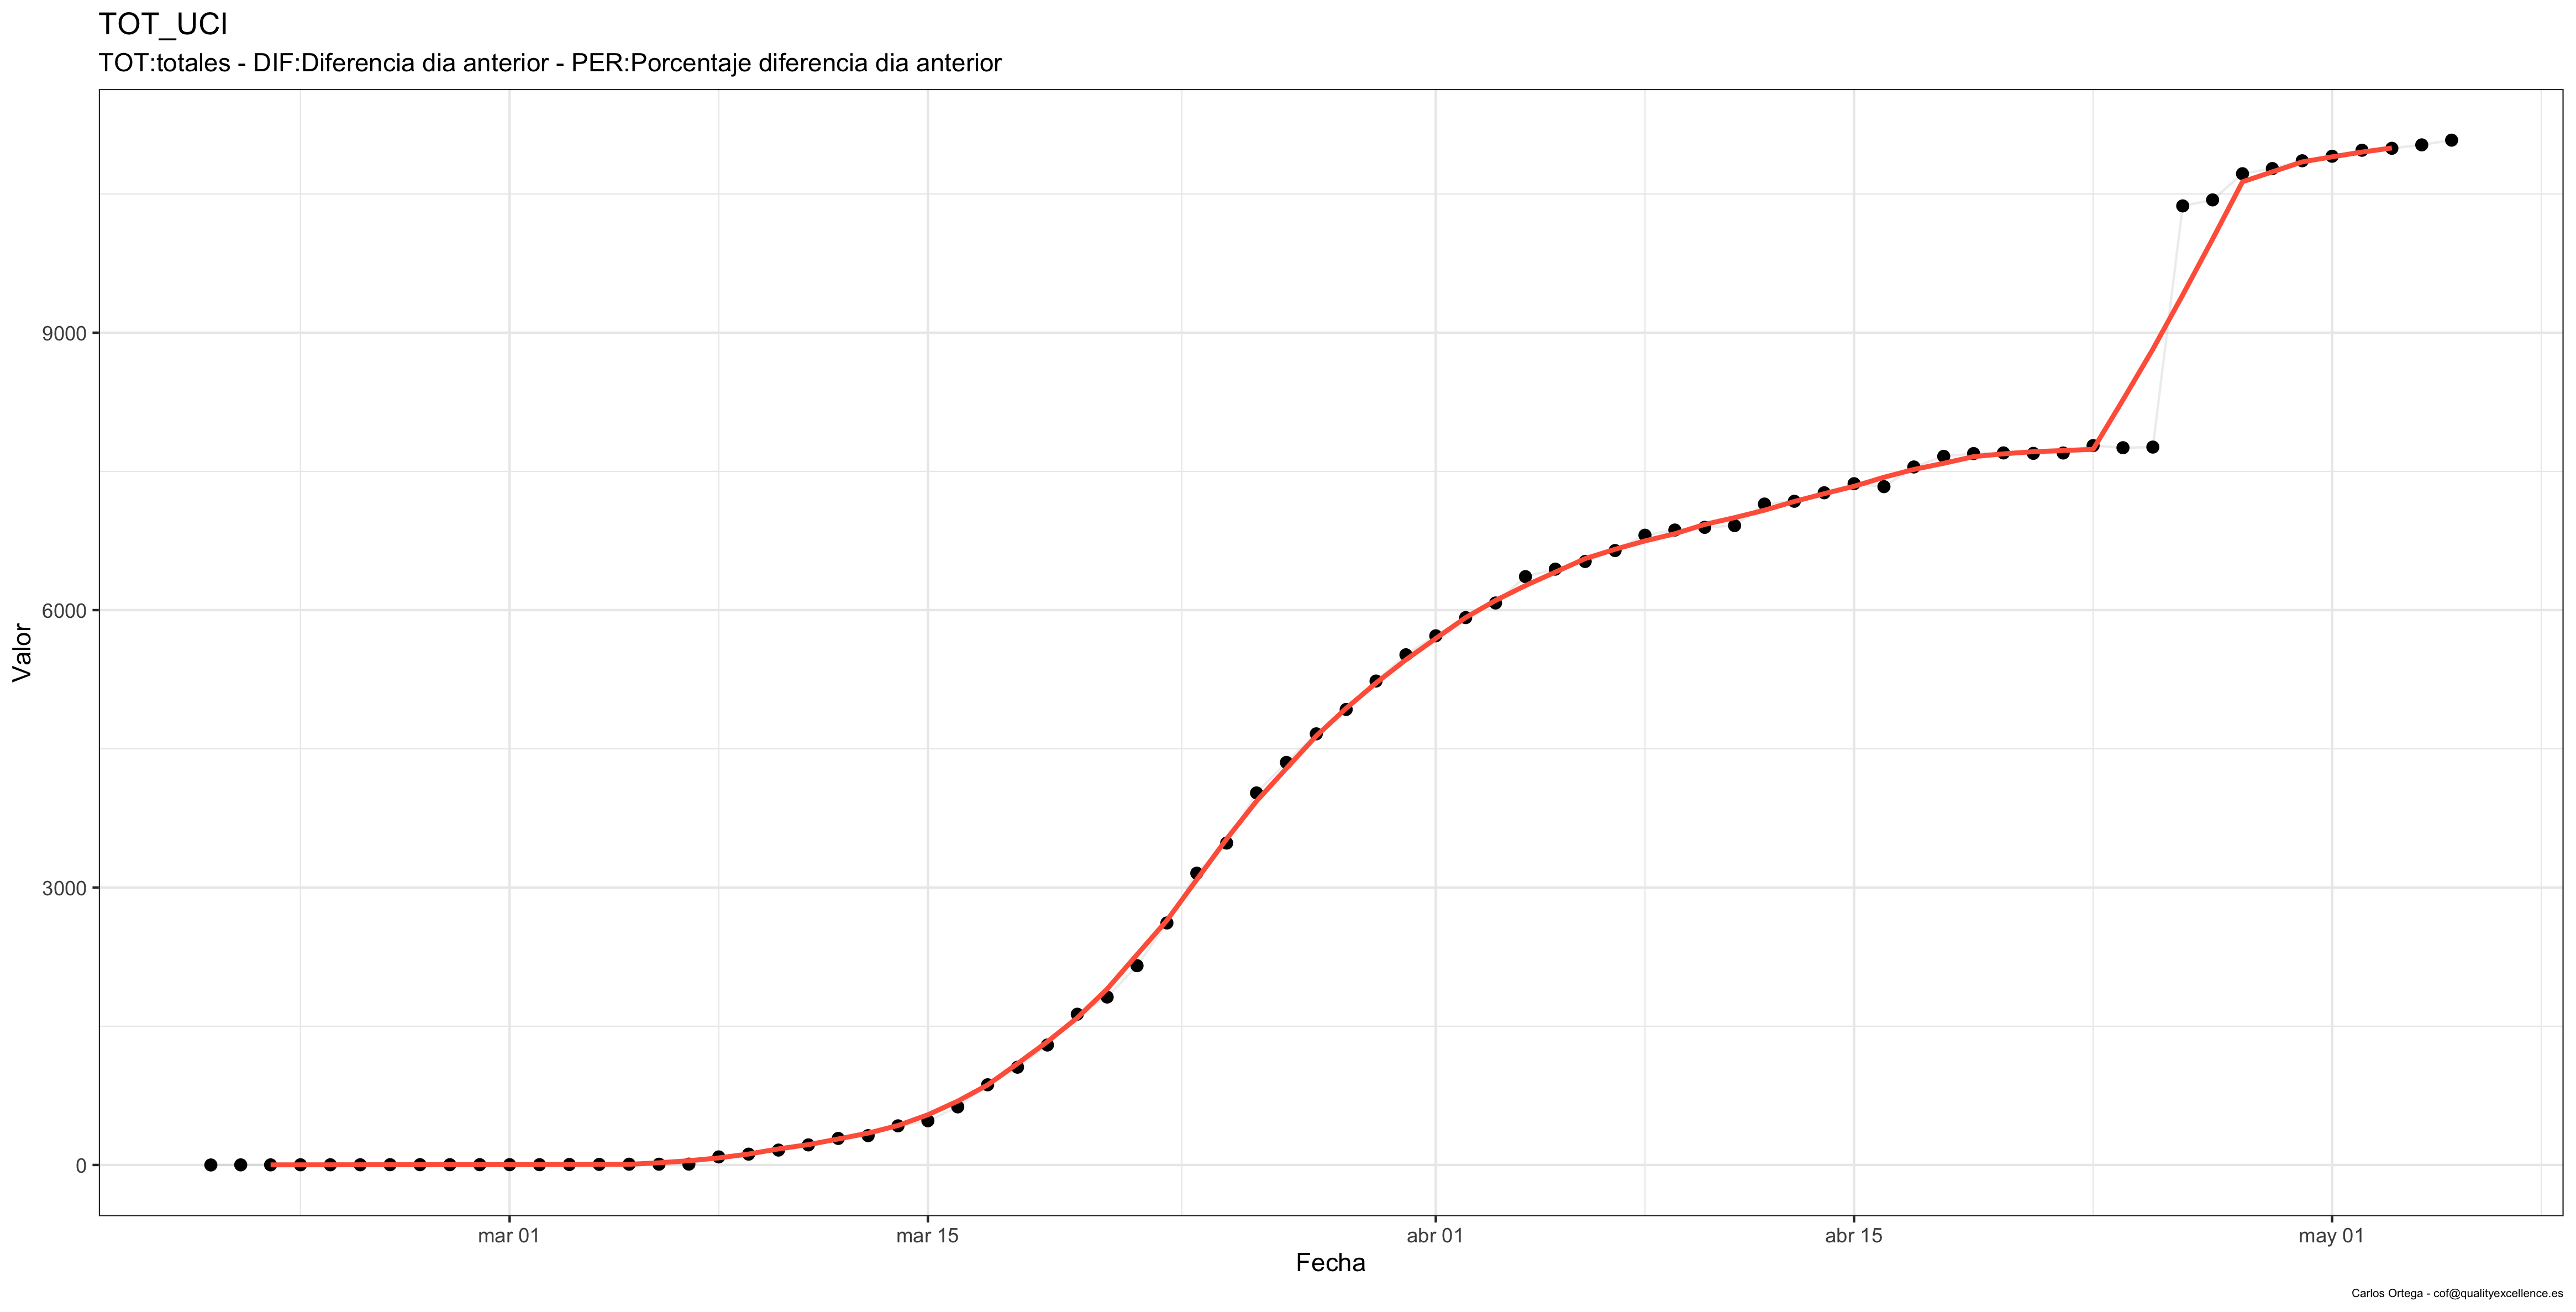 TOT_UCI
TOT:totales - DIF:Diferencia dia anterior - PER:Porcentaje diferencia dia anterior
Valor
9000
6000
3000
0
mar 01
mar 15
abr 01
abr 15
may 01
Fecha
Carlos Ortega - cof@qualityexcellence.es